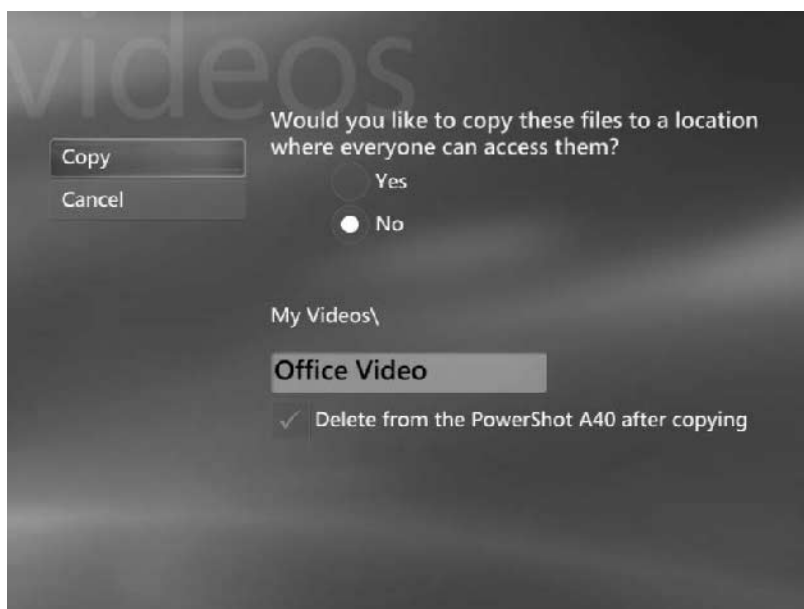 videos
Would you like to copy these files to a location
where everyone can access them?
Copy
Yes
Cancel
No
My Videos\
Office Video
Delete from the PowerShot A40 after copying